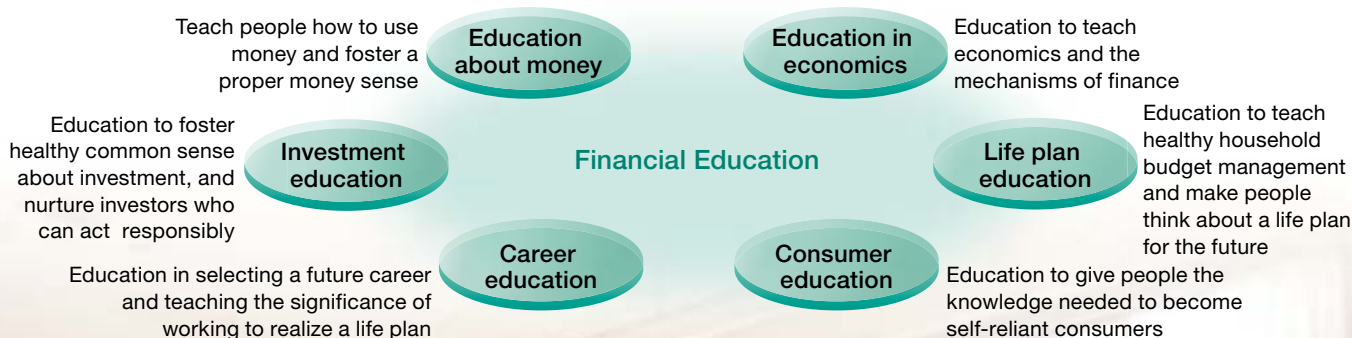 Teach people how to use
money and foster a
proper money sense
Education
about money
Education in
economics
Education to teach
economics and the
mechanisms of finance
Education to foster
healthy common sense
about investment, and
nurture investors who
can act responsibly
Investment
education
Financial Education
Life plan
education
Education to teach
healthy household
budget management
and make people
think about a life plan
for the future
Education in selecting a future career
and teaching the significance of
working to realize a life plan
Career
education
Consumer
education
Education to give people the
knowledge needed to become
self-reliant consumers